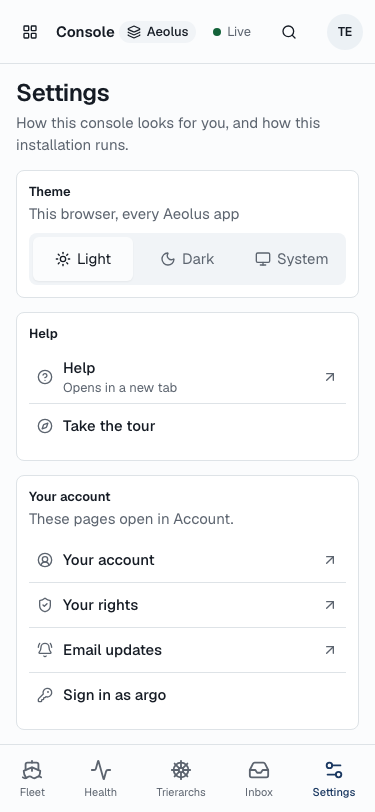 Console
Aeolus
Live
TE
Settings
How this console looks for you, and how this
installation runs.
Theme
This browser, every Aeolus app
Light
Dark
System
Help
Help
Opens in a new tab
Take the tour
Your account
These pages open in Account.
Your account
Your rights
Email updates
Sign in as argo
Fleet
Health
Trierarchs
Inbox
Settings